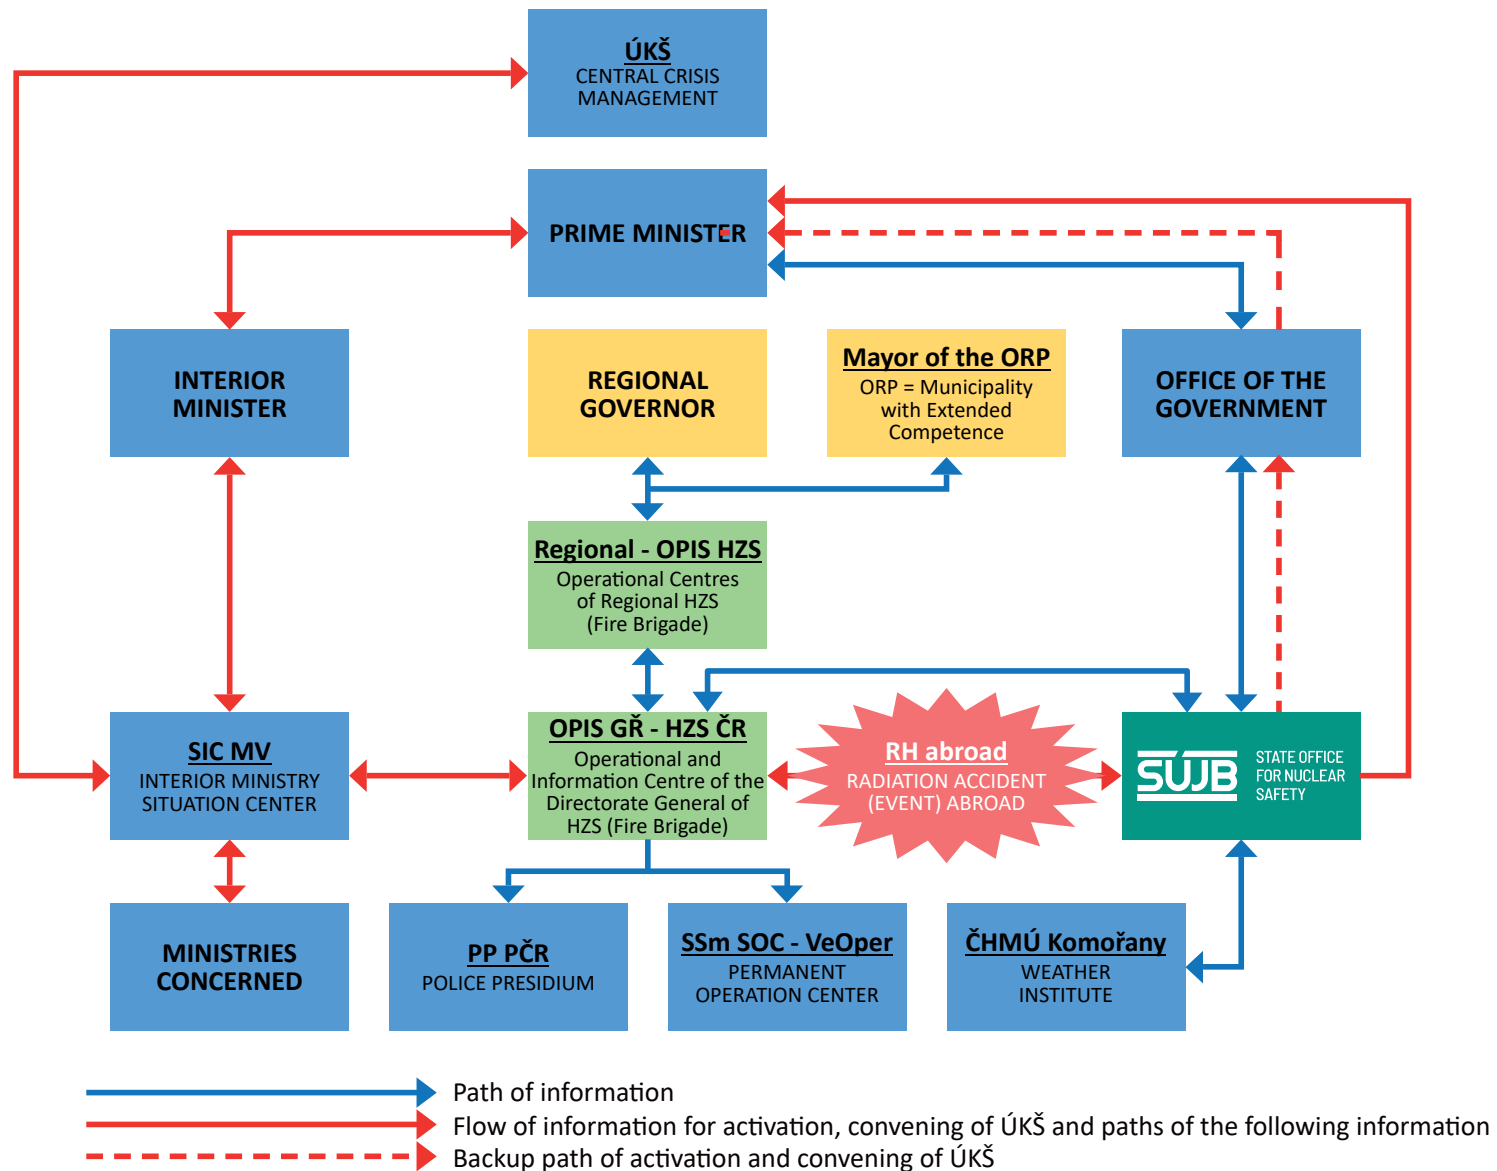 ÚKŠ
CENTRAL CRISIS
MANAGEMENT
PRIME MINISTER
INTERIOR
MINISTER
REGIONAL
GOVERNOR
Mayor of the ORP
ORP = Municipality
with Extended
Competence
OFFICE OF THE
GOVERNMENT
Regional - OPIS HZS
Operational Centres
of Regional HZS
(Fire Brigade)
SIC MV
INTERIOR MINISTRY
SITUATION CENTER
OPIS GŘ - HZS ČR
Operational and
Information Centre of the
Directorate General of
HZS (Fire Brigade)
RH abroad
RADIATION ACCIDENT
(EVENT) ABROAD
SÚJB
STATE OFFICE
FOR NUCLEAR
SAFETY
MINISTRIES
CONCERNED
PP PČR
POLICE PRESIDIUM
SSm SOC - VeOper
PERMANENT
OPERATION CENTER
ČHMÚ Komořany
WEATHER
INSTITUTE
Path of information
Flow of information for activation, convening of ÚKŠ and paths of the following information
Backup path of activation and convening of ÚKŠ